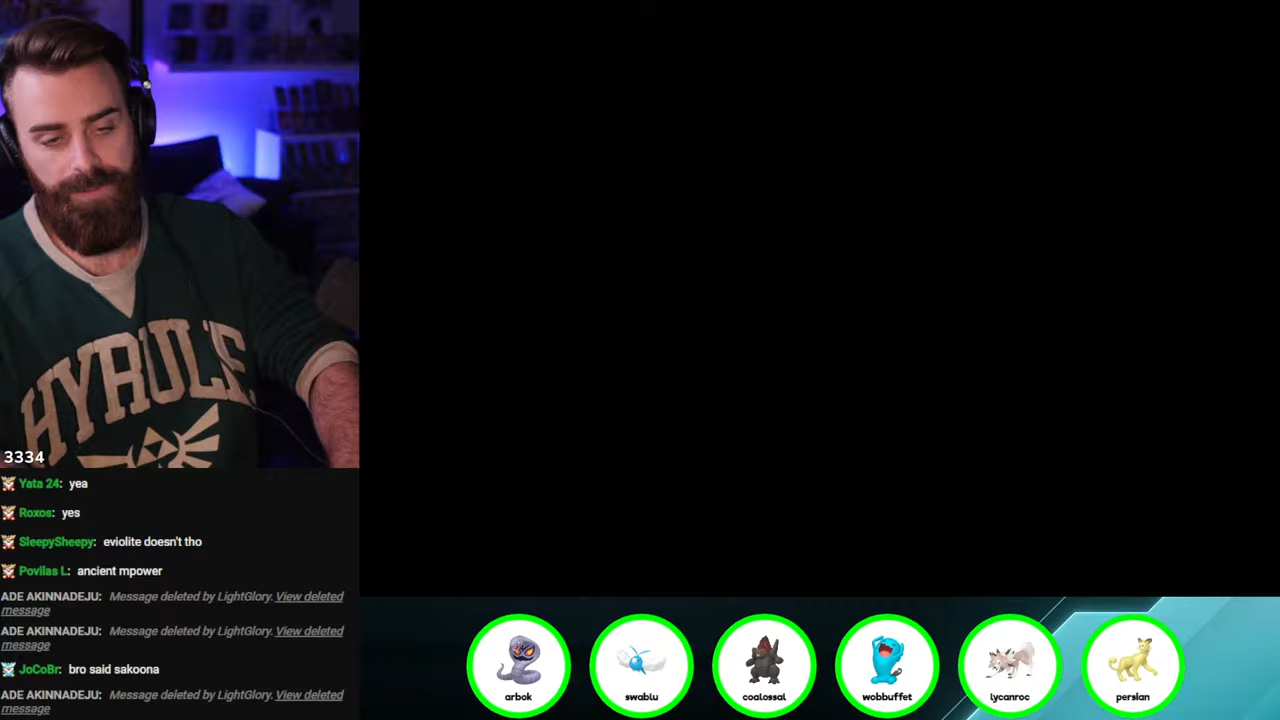 HYRULE
3334
Yata 24: yea
Roxos: yes
SleepySheepy: eviolite doesn't tho
Povilas L: ancient mpower
ADE AKINNADEJU: Message deleted by LightGlory. View deleted
message
ADE AKINNADEJU: Message deleted by LightGlory. View deleted
message
JoCoBr: bro said sakoona
ADE AKINNADEJU: Message deleted by LightGlory. View deleted
message
arbok
swablu
coalossal
wobbuffet
lycanroc
persian